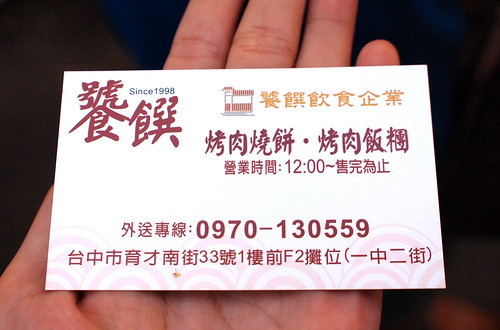 饕饌
Since1998
饕饌飲食企業
烤肉燒餅・烤肉飯糰
營業時間:12:00~售完為止
外送專線:0970-130559
台中市育才南街33號1樓前F2攤位(一中二街)